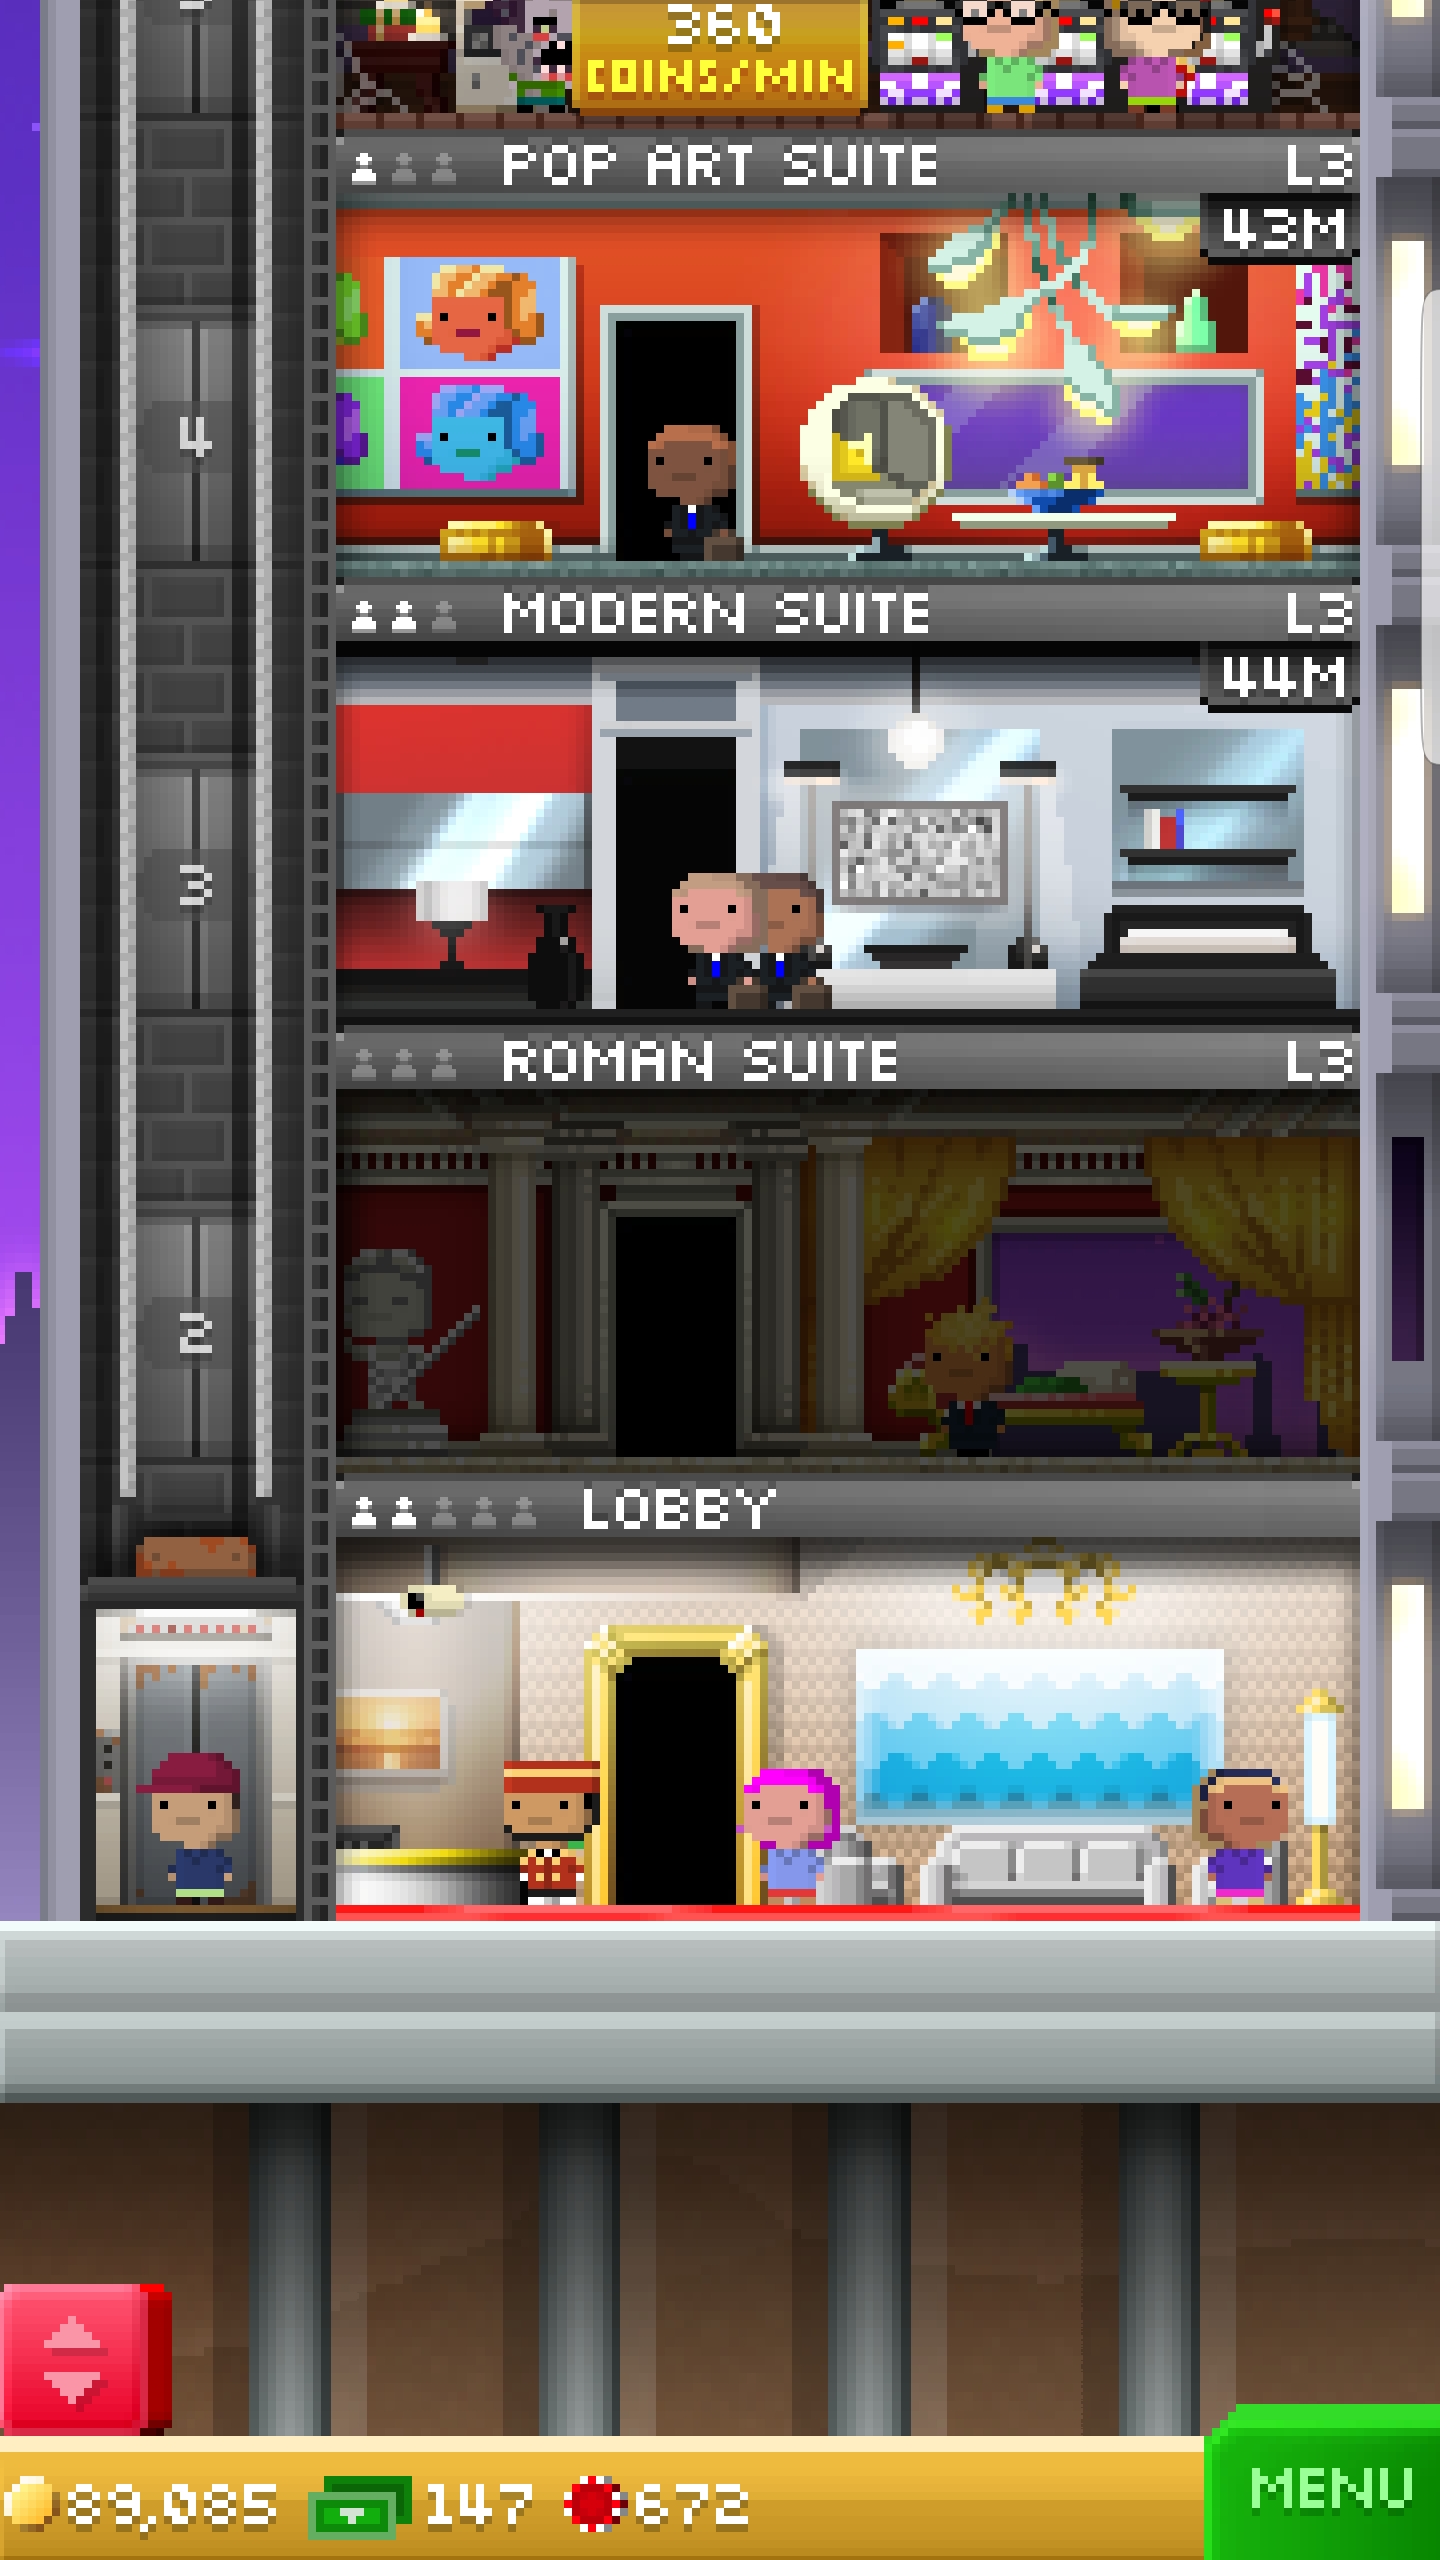 360
COINS/MIN
POP ART SUITE L3
43M
4
MODERN SUITE L3
44M
3
ROMAN SUITE L3
2
LOBBY
MENU
89,085 147 672